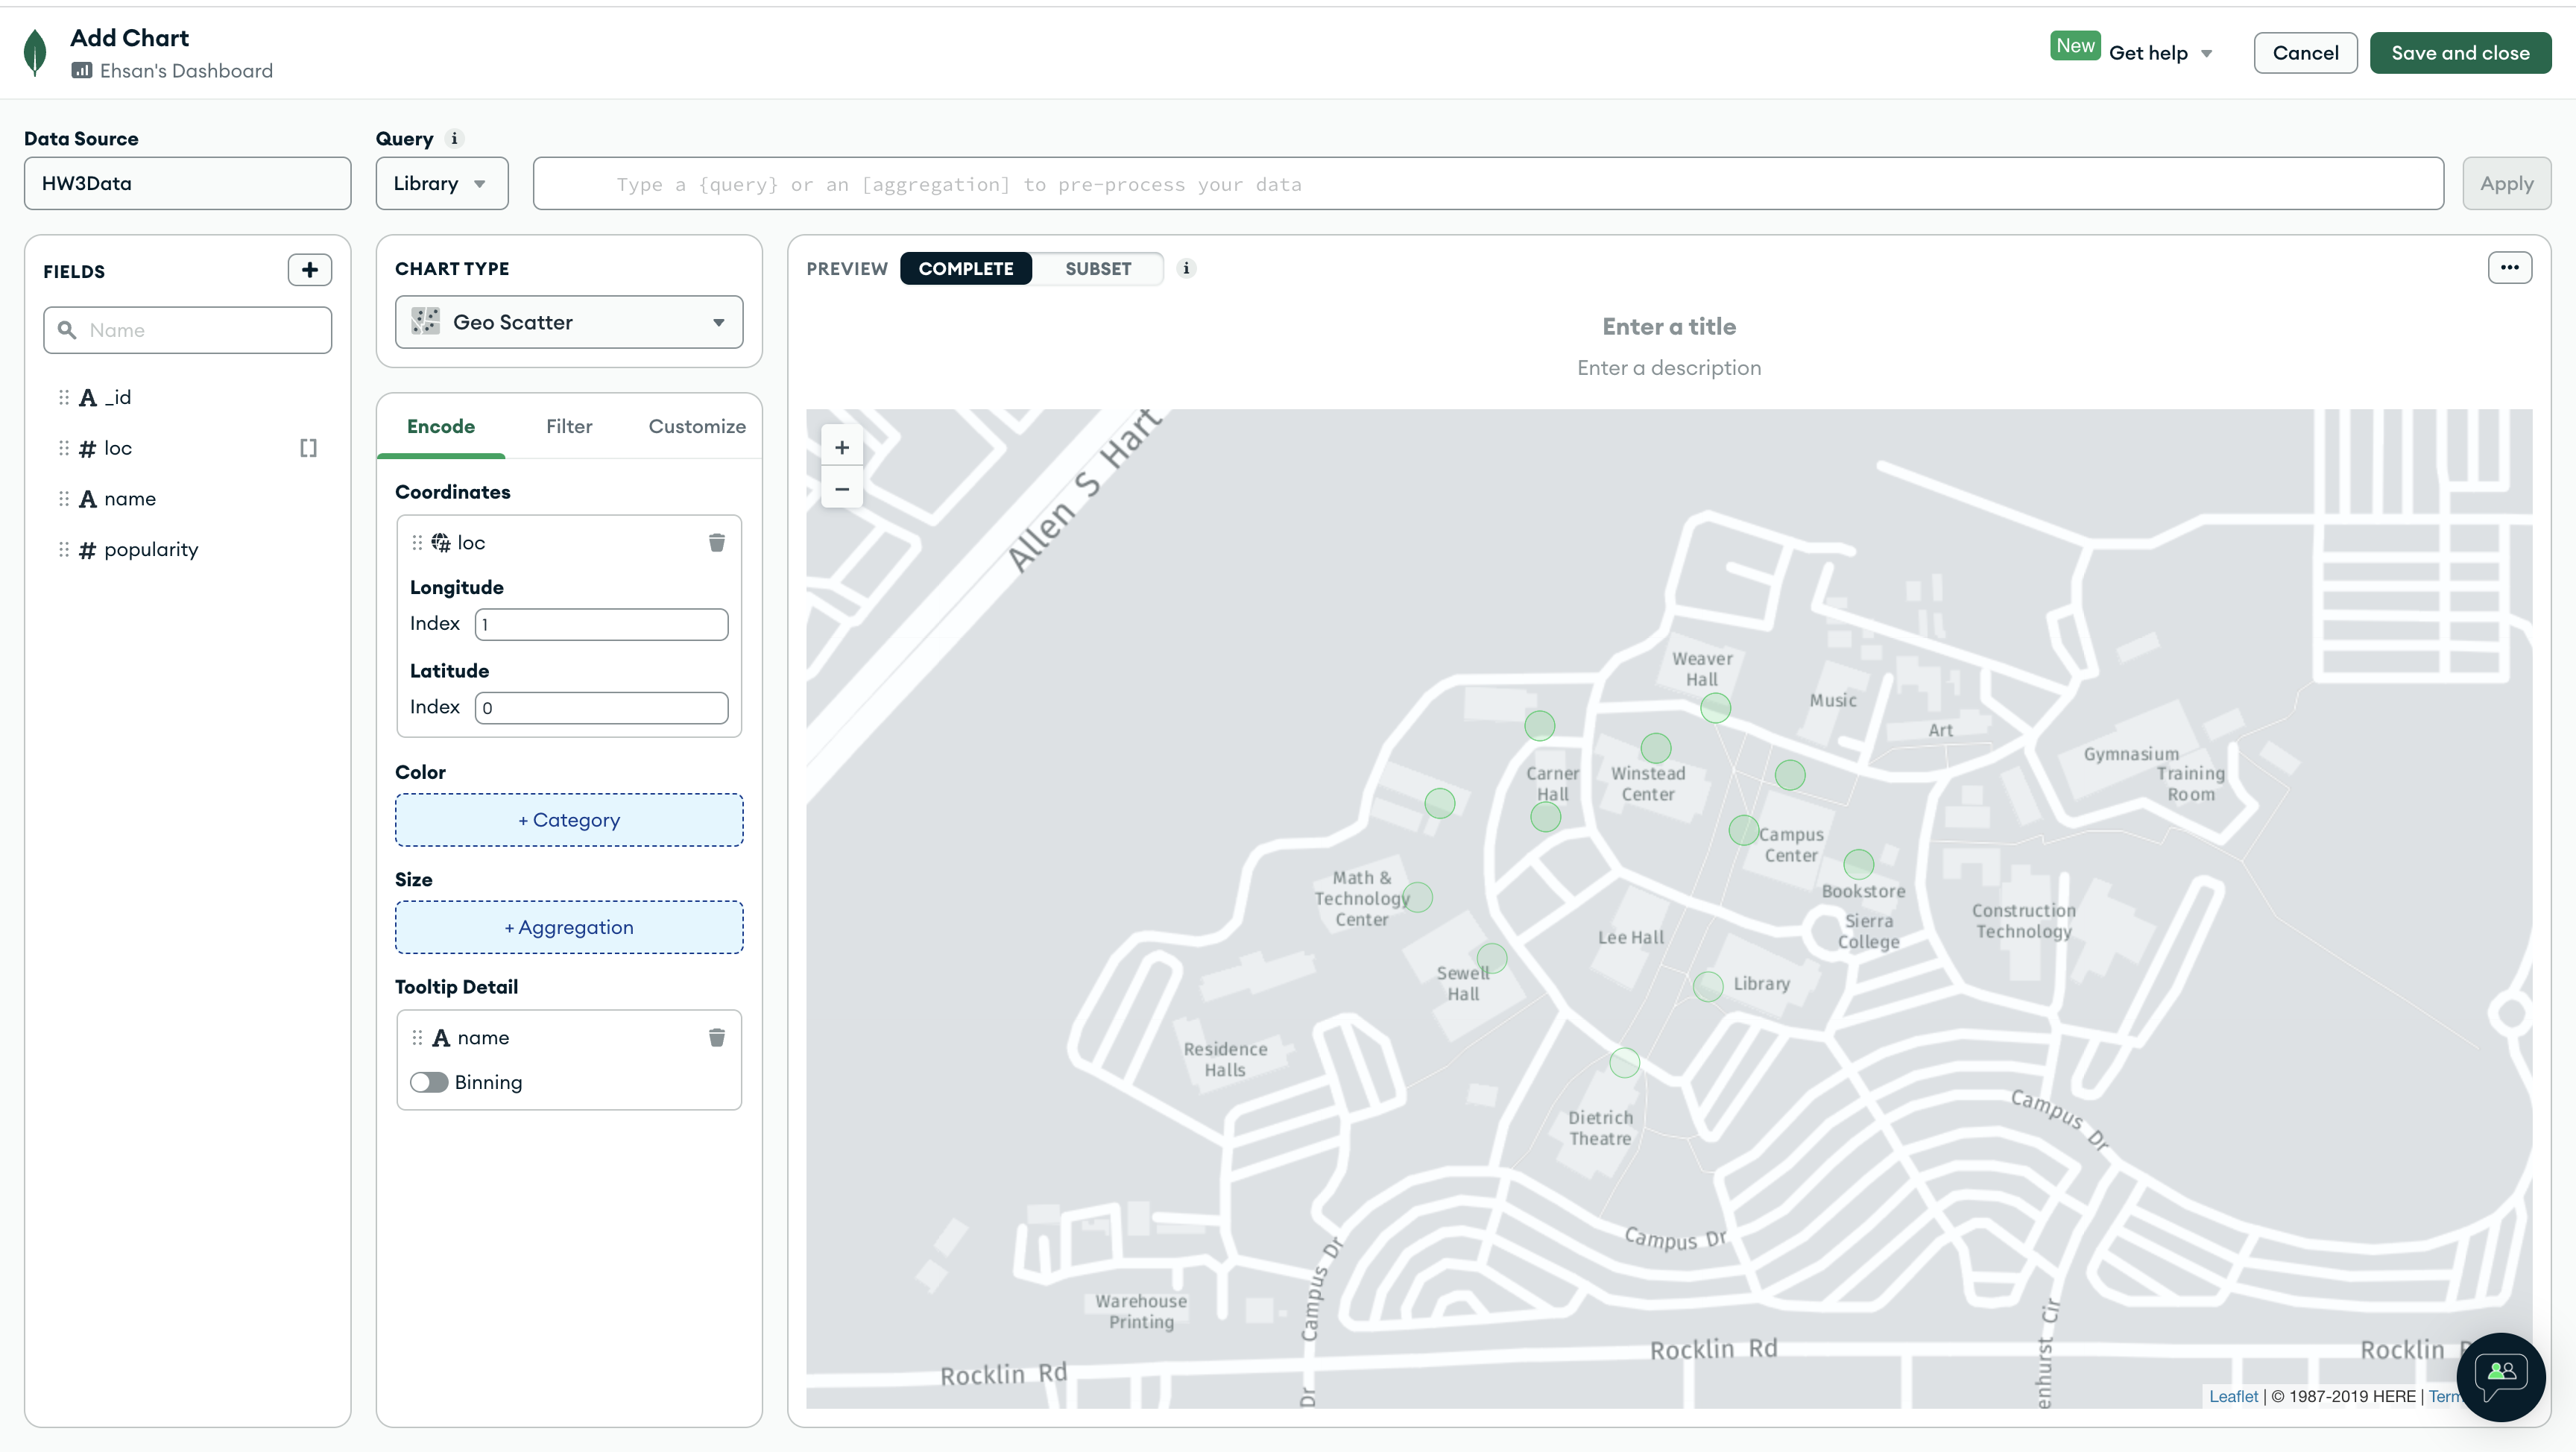 Add Chart
Ehsan's Dashboard
New
Get help
Cancel
Save and close
Data Source
Query
HW3Data
Library
Type a {query} or an [aggregation] to pre-process your data
Apply
FIELDS
Name
_id
loc
name
popularity
CHART TYPE
Geo Scatter
Encode
Filter
Customize
Coordinates
loc
Longitude
Index 1
Latitude
Index 0
Color
+ Category
Size
+ Aggregation
Tooltip Detail
name
Binning
PREVIEW
COMPLETE
SUBSET
Enter a title
Enter a description
Allen S Hart
Weaver
Hall
Music
Art
Gymnasium
Training
Room
Carner
Hall
Winstead
Center
Campus
Center
Bookstore
Math &
Technology
Center
Lee Hall
Sierra
College
Construction
Technology
Sewell
Hall
Library
Residence
Halls
Dietrich
Theatre
Campus Dr
Campus Dr
Campus Dr
Warehouse
Printing
Rocklin Rd
Rocklin Rd
Rocklin
Dr
enhurst Cir
Leaflet | © 1987-2019 HERE | Term